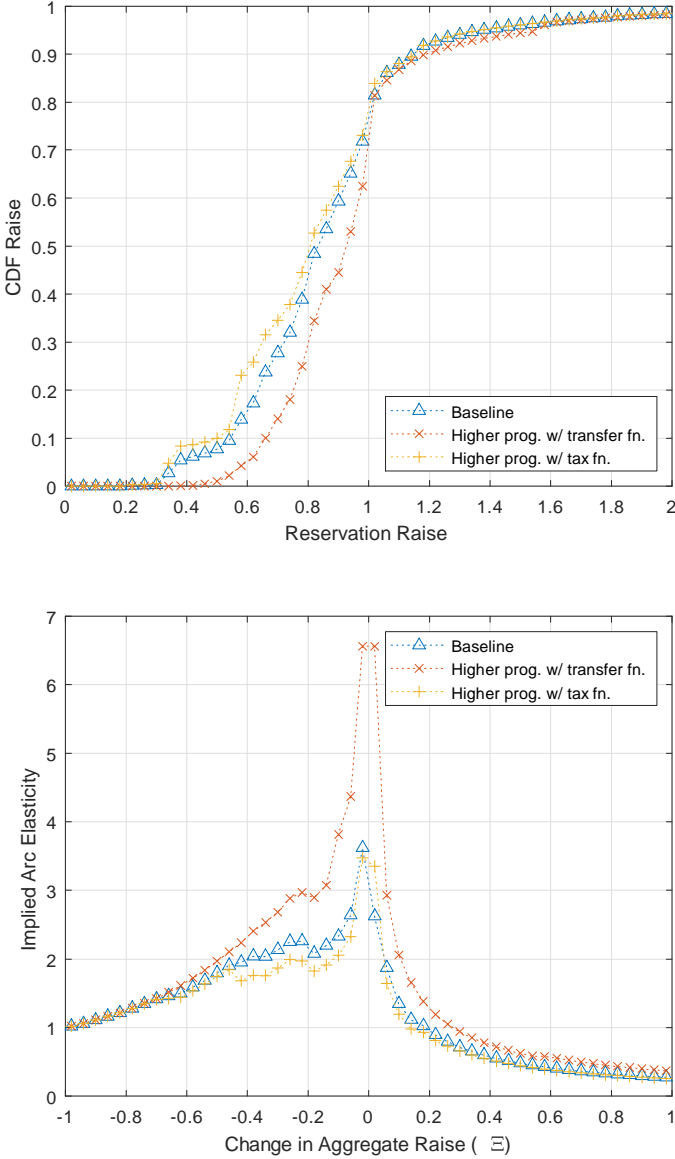 1
0.9
0.8
0.7
0.6
0.5
0.4
0.3
0.2
0.1
0
CDF Raise
Baseline
Higher prog. w/ transfer fn.
Higher prog. w/ tax fn.
0 0.2 0.4 0.6 0.8 1 1.2 1.4 1.6 1.8 2
Reservation Raise
7
6
5
4
3
2
1
0
Implied Arc Elasticity
Baseline
Higher prog. w/ transfer fn.
Higher prog. w/ tax fn.
-1 -0.8 -0.6 -0.4 -0.2 0 0.2 0.4 0.6 0.8 1
Change in Aggregate Raise ( Ξ)